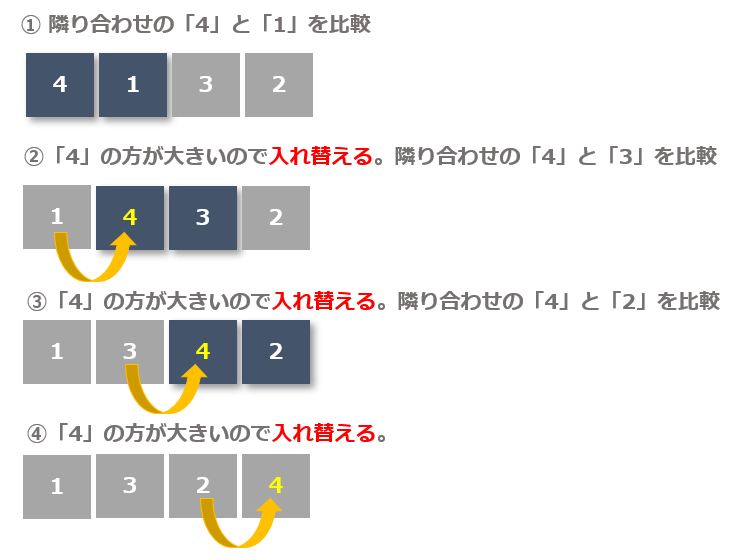 ① 隣り合わせの「4」と「1」を比較
4 1 3 2
②「4」の方が大きいので入れ替える。隣り合わせの「4」と「3」を比較
1 4 3 2
③「4」の方が大きいので入れ替える。隣り合わせの「4」と「2」を比較
1 3 4 2
④「4」の方が大きいので入れ替える。
1 3 2 4